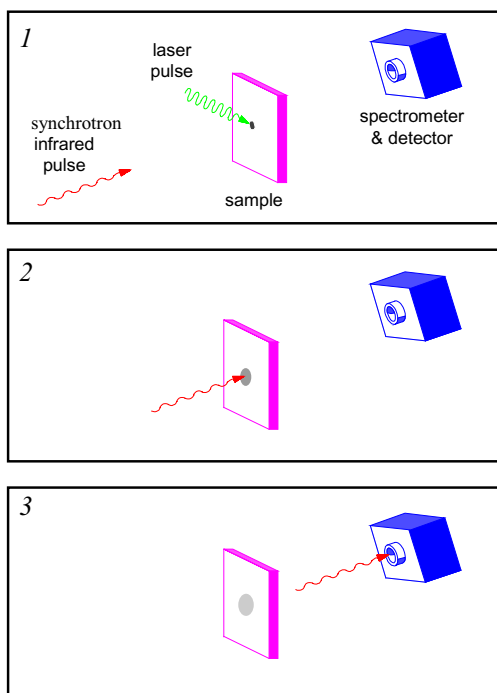 1
laser
pulse
synchrotron
infrared
pulse
sample
spectrometer
& detector
2
3